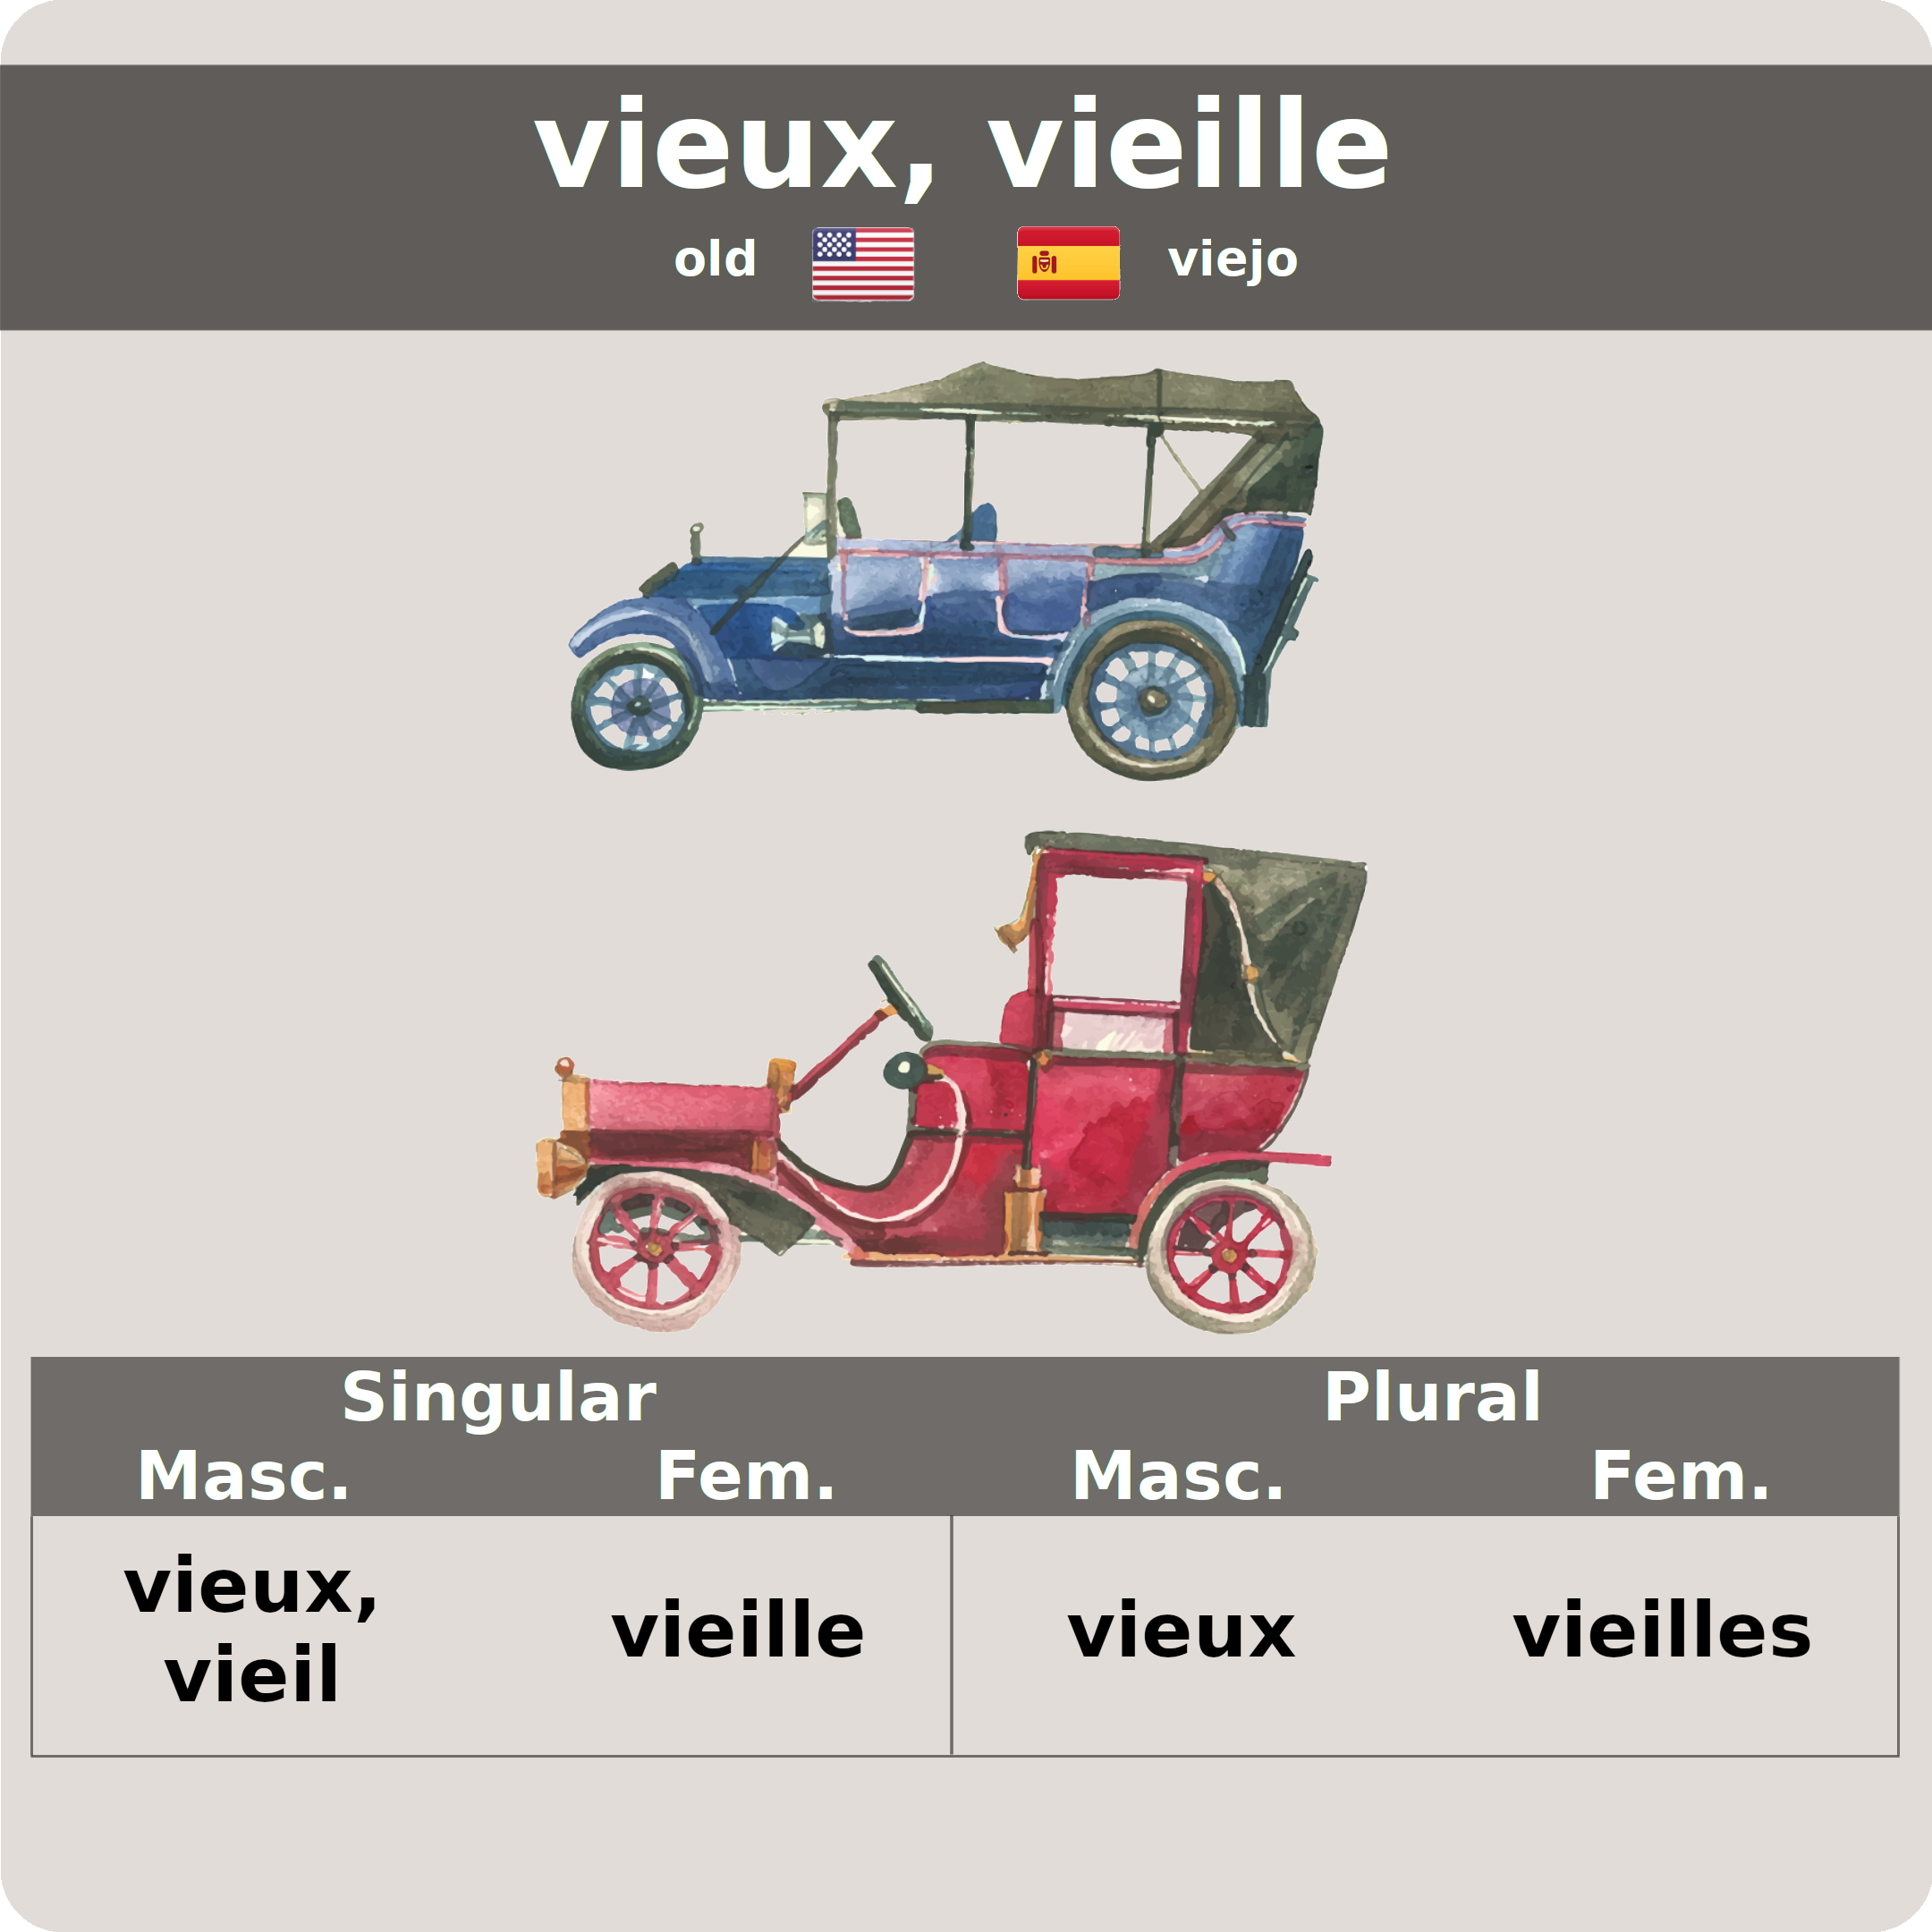 vieux, vieille
old viejo
Singular Plural
Masc. Fem. Masc. Fem.
vieux, vieil vieille vieux vieilles